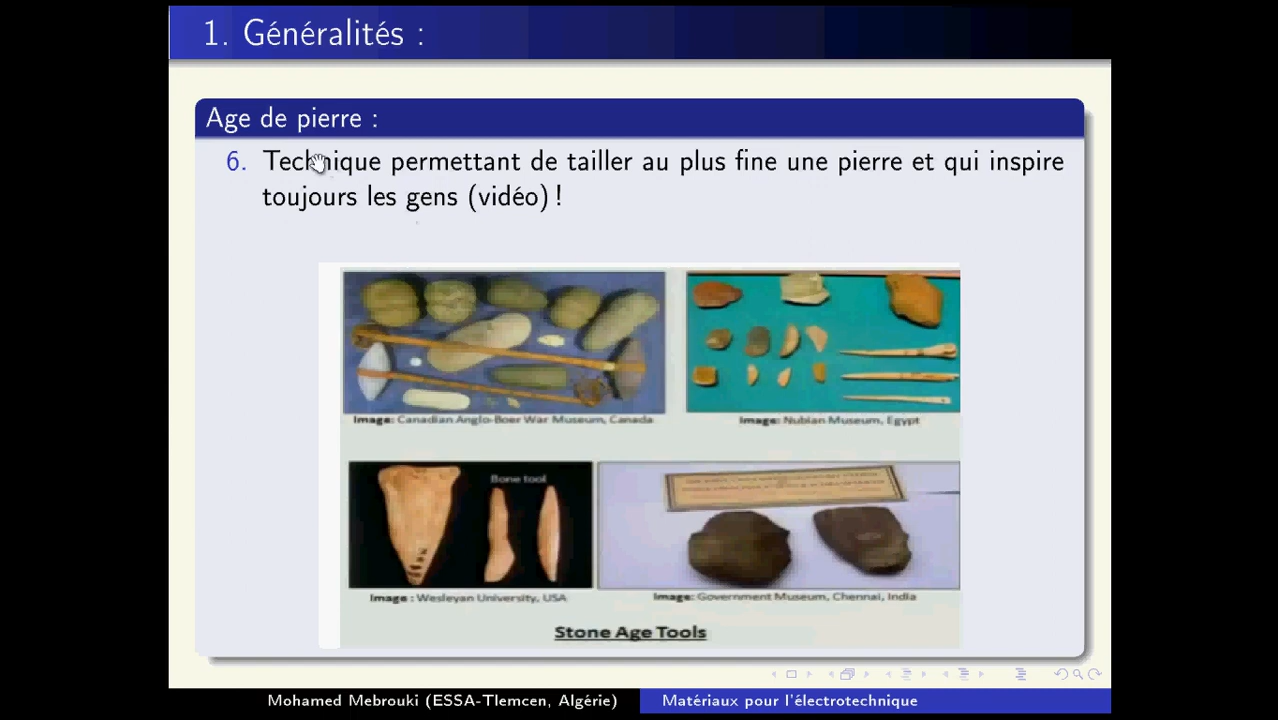 1. Généralités :
Age de pierre :
6. Technique permettant de tailler au plus fine une pierre et qui inspire
toujours les gens (vidéo) !
Image: Canadian Anglo-Boer War Museum, Canada
Image: Nubian Museum, Egypt
Bone tool
Image : Wesleyan University, USA
Image: Government Museum, Chennai, India
Stone Age Tools
Mohamed Mebrouki (ESSA-Tlemcen, Algérie)
Matériaux pour l'électrotechnique